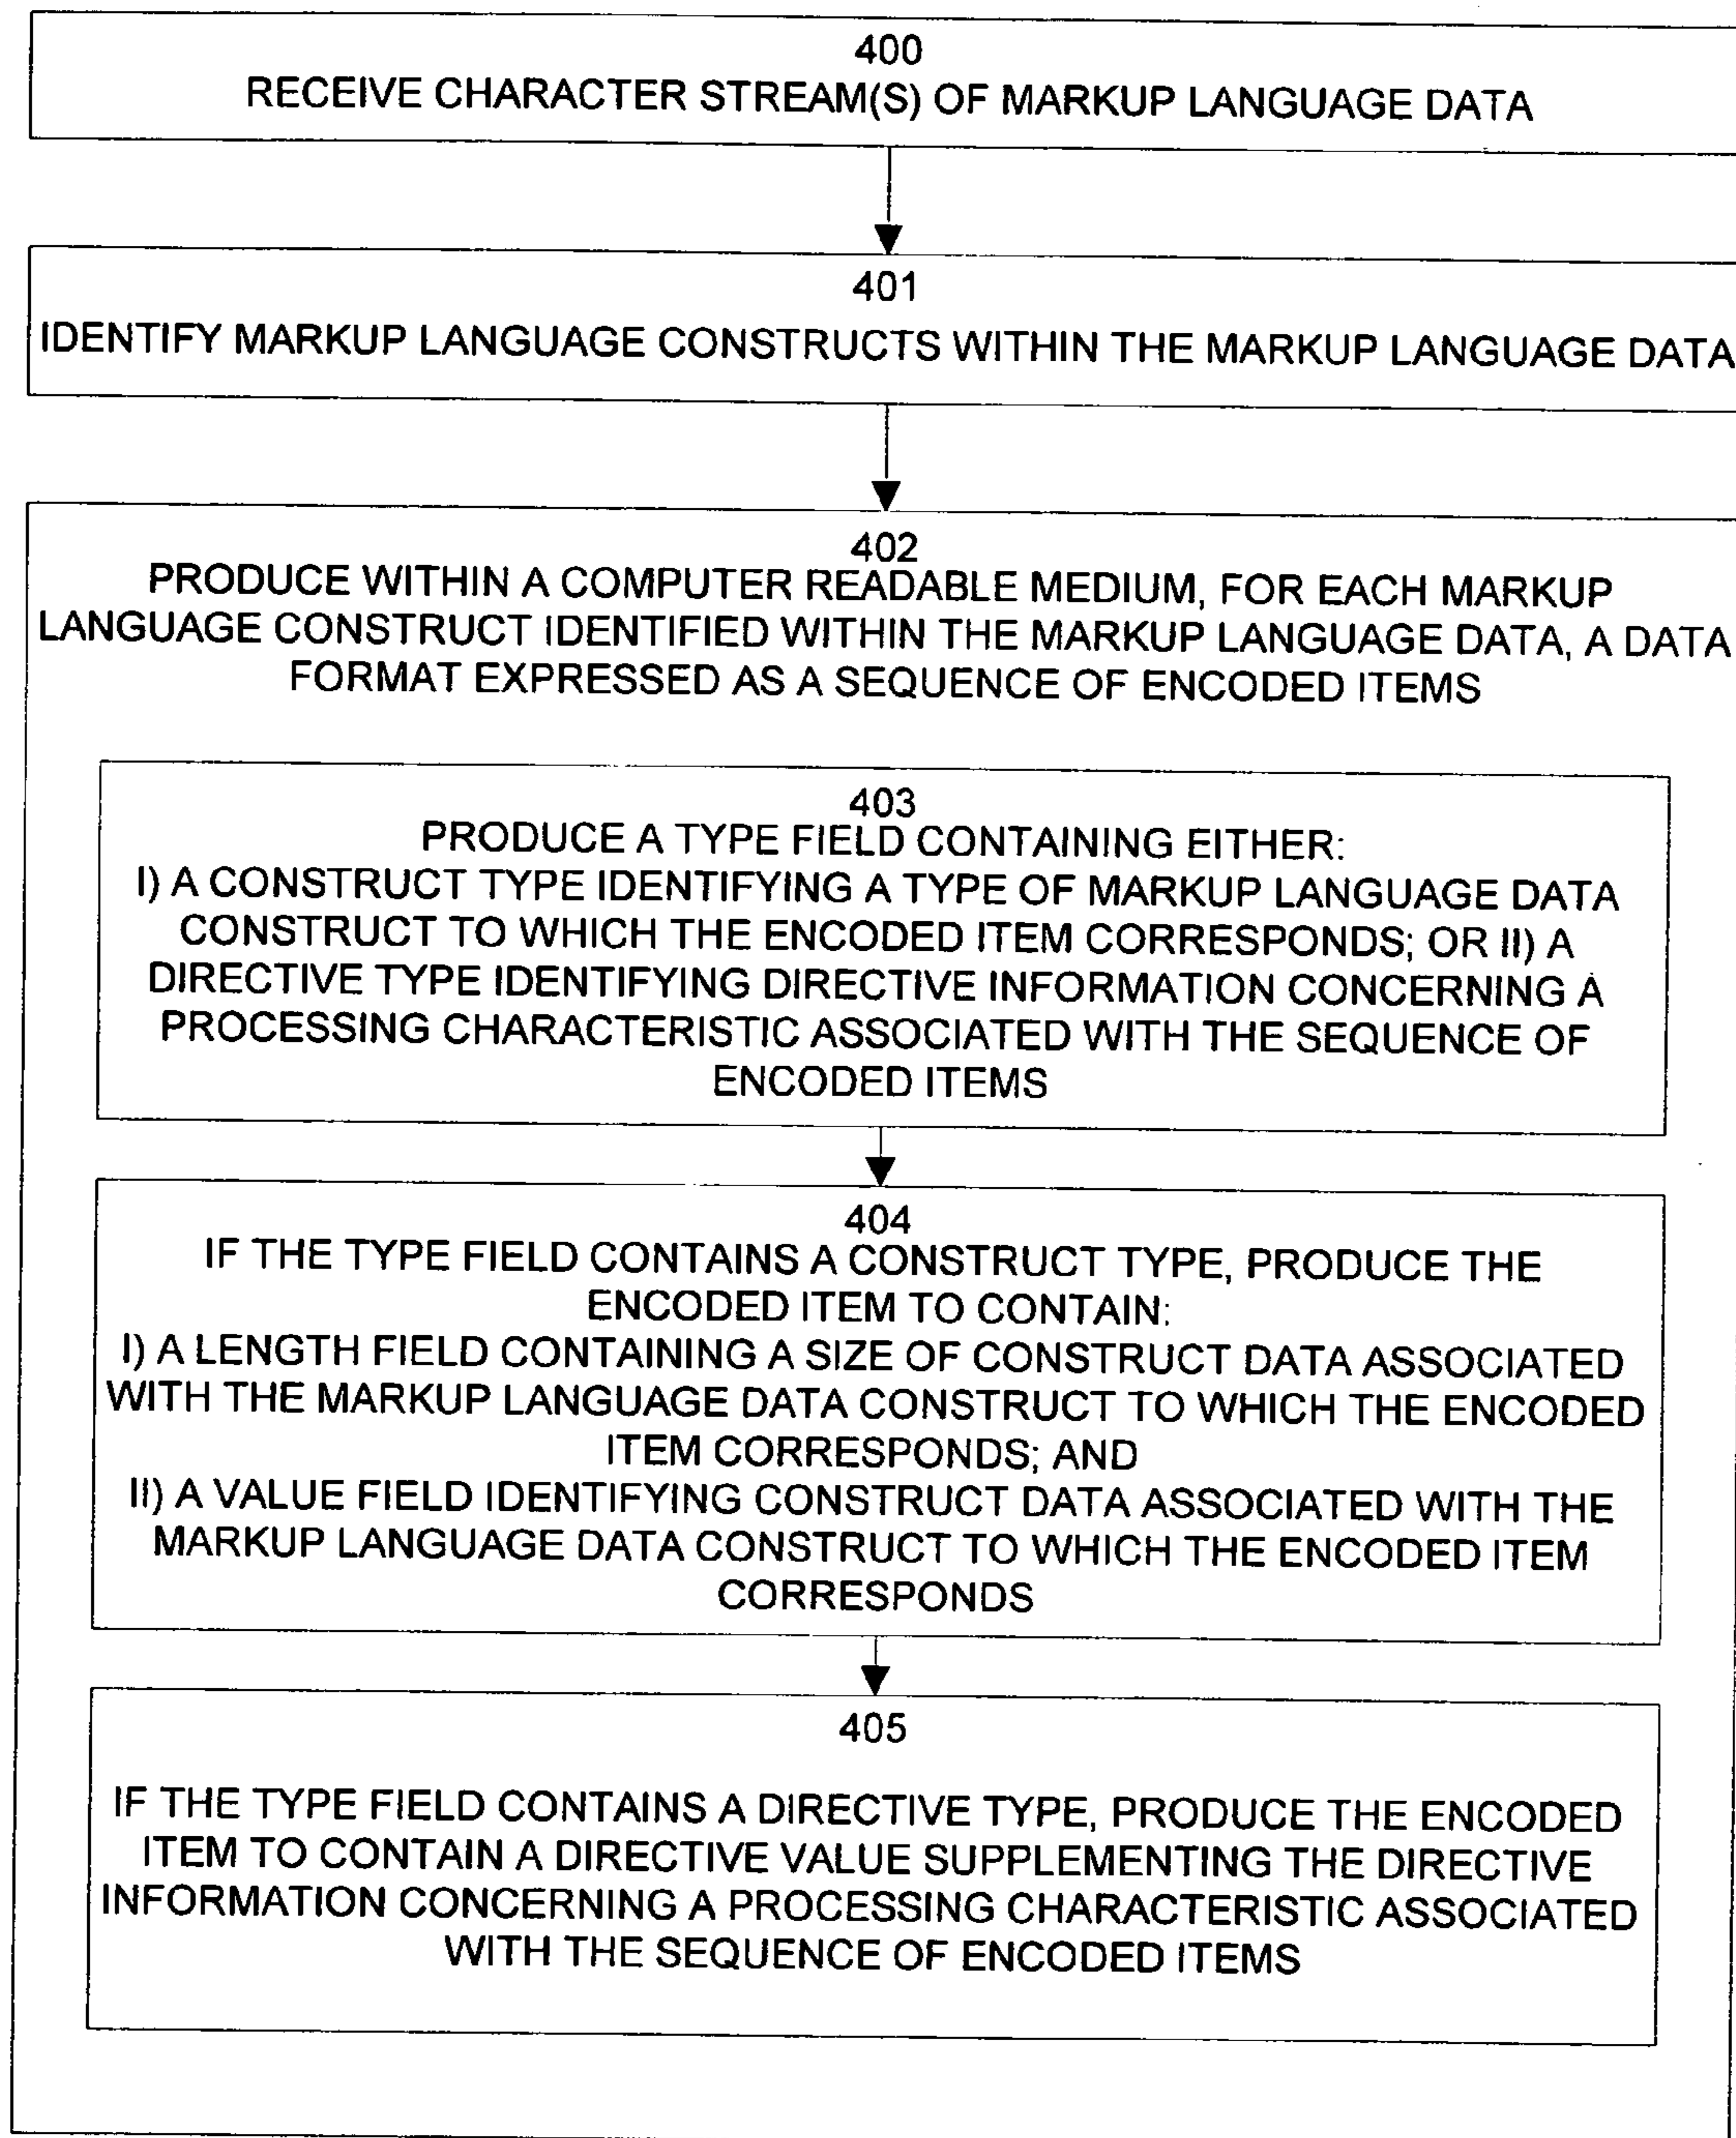 400
RECEIVE CHARACTER STREAM(S) OF MARKUP LANGUAGE DATA
401
IDENTIFY MARKUP LANGUAGE CONSTRUCTS WITHIN THE MARKUP LANGUAGE DATA
402
PRODUCE WITHIN A COMPUTER READABLE MEDIUM, FOR EACH MARKUP
LANGUAGE CONSTRUCT IDENTIFIED WITHIN THE MARKUP LANGUAGE DATA, A DATA
FORMAT EXPRESSED AS A SEQUENCE OF ENCODED ITEMS
403
PRODUCE A TYPE FIELD CONTAINING EITHER:
I) A CONSTRUCT TYPE IDENTIFYING A TYPE OF MARKUP LANGUAGE DATA
CONSTRUCT TO WHICH THE ENCODED ITEM CORRESPONDS; OR II) A
DIRECTIVE TYPE IDENTIFYING DIRECTIVE INFORMATION CONCERNING A
PROCESSING CHARACTERISTIC ASSOCIATED WITH THE SEQUENCE OF
ENCODED ITEMS
404
IF THE TYPE FIELD CONTAINS A CONSTRUCT TYPE, PRODUCE THE
ENCODED ITEM TO CONTAIN:
I) A LENGTH FIELD CONTAINING A SIZE OF CONSTRUCT DATA ASSOCIATED
WITH THE MARKUP LANGUAGE DATA CONSTRUCT TO WHICH THE ENCODED
ITEM CORRESPONDS; AND
II) A VALUE FIELD IDENTIFYING CONSTRUCT DATA ASSOCIATED WITH THE
MARKUP LANGUAGE DATA CONSTRUCT TO WHICH THE ENCODED ITEM
CORRESPONDS
405
IF THE TYPE FIELD CONTAINS A DIRECTIVE TYPE, PRODUCE THE ENCODED
ITEM TO CONTAIN A DIRECTIVE VALUE SUPPLEMENTING THE DIRECTIVE
INFORMATION CONCERNING A PROCESSING CHARACTERISTIC ASSOCIATED
WITH THE SEQUENCE OF ENCODED ITEMS